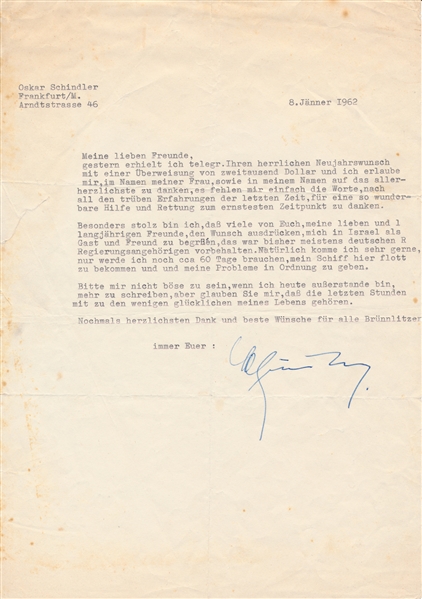 Oskar Schindler
Frankfurt/M.
Arndtstrasse 46
8.Jänner 1962
Meine lieben Freunde,
gestern erhielt ich telegr.Ihren herrlichen Neujahrswunsch
mit einer Überweisung von zweitausend Dollar und ich erlaube
mir,im Namen meiner Frau,sowie in meinem Namen auf das aller-
herzlichste zu danken,es fehlen mir einfach die Worte,nach
all den trüben Erfahrungen der letzten Zeit,für eine so wunder-
bare Hilfe und Rettung zum ernstesten Zeitpunkt zu danken.
Besonders stolz bin ich,daß viele von Euch,meine lieben und l
langjährigen Freunde,den Wunsch ausdrücken,mich in Israel als
Gast und Freund zu begrßen,das war bisher meistens deutschen R
Regierungsangehörigen vorbehalten.Natürlich komme ich sehr gerne,
nur werde ich noch cca 60 Tage brauchen,mein Schiff hier flott
zu bekommen und und meine Probleme in Ordnung zu geben.
Bitte mir nicht böse zu sein,wenn ich heute außerstande bin,
mehr zu schreiben,aber glauben Sie mir,daß die letzten Stunden
mit zu den wenigen glücklichen meines Lebens gehören.
Nochmals herzlichsten Dank und beste Wünsche für alle Brünnlitzer
immer Euer :